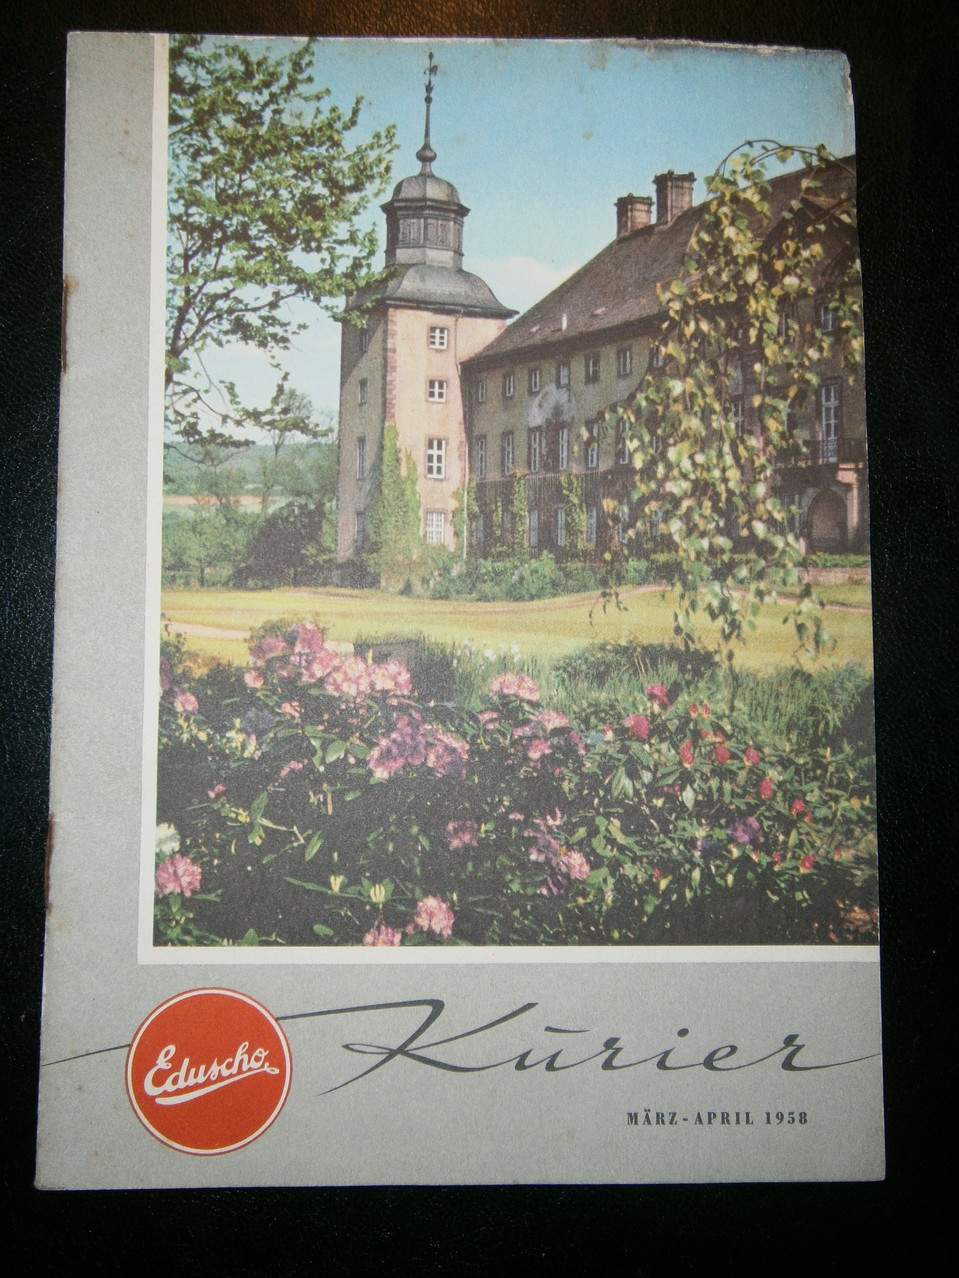 Eduscho
Kurier
MÄRZ-APRIL 1958